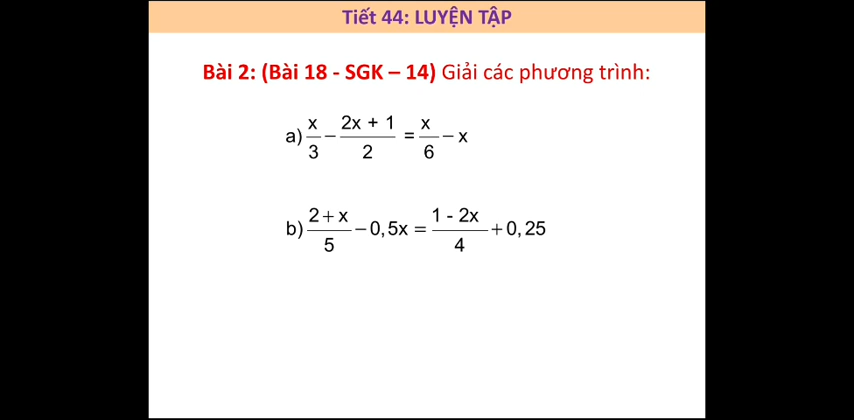 Tiết 44: LUYỆN TẬP
Bài 2: (Bài 18 - SGK – 14) Giải các phương trình:
a) x/3 − (2x + 1)/2 = x/6 − x
b) (2 + x)/5 − 0,5x = (1 - 2x)/4 + 0,25